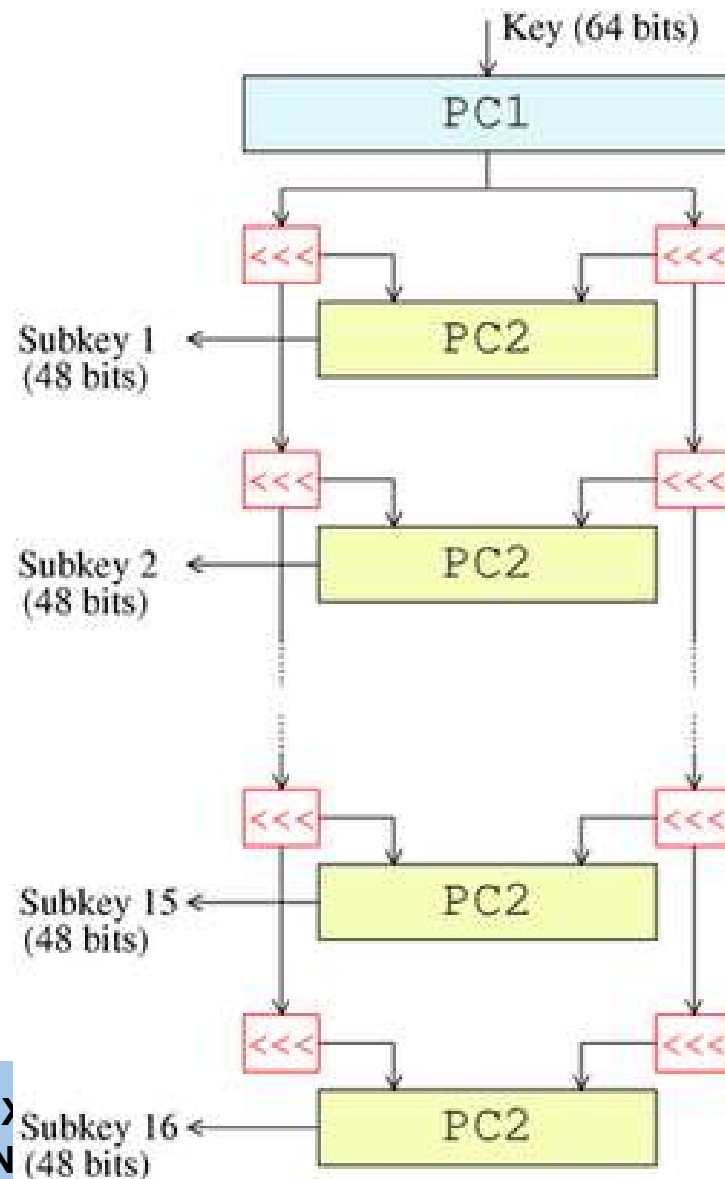 Key (64 bits)
PC1
<<< <<<
PC2
Subkey 1
(48 bits)
<<< <<<
PC2
Subkey 2
(48 bits)
<<< <<<
PC2
Subkey 15
(48 bits)
<<< <<<
PC2
Subkey 16
(48 bits)
N